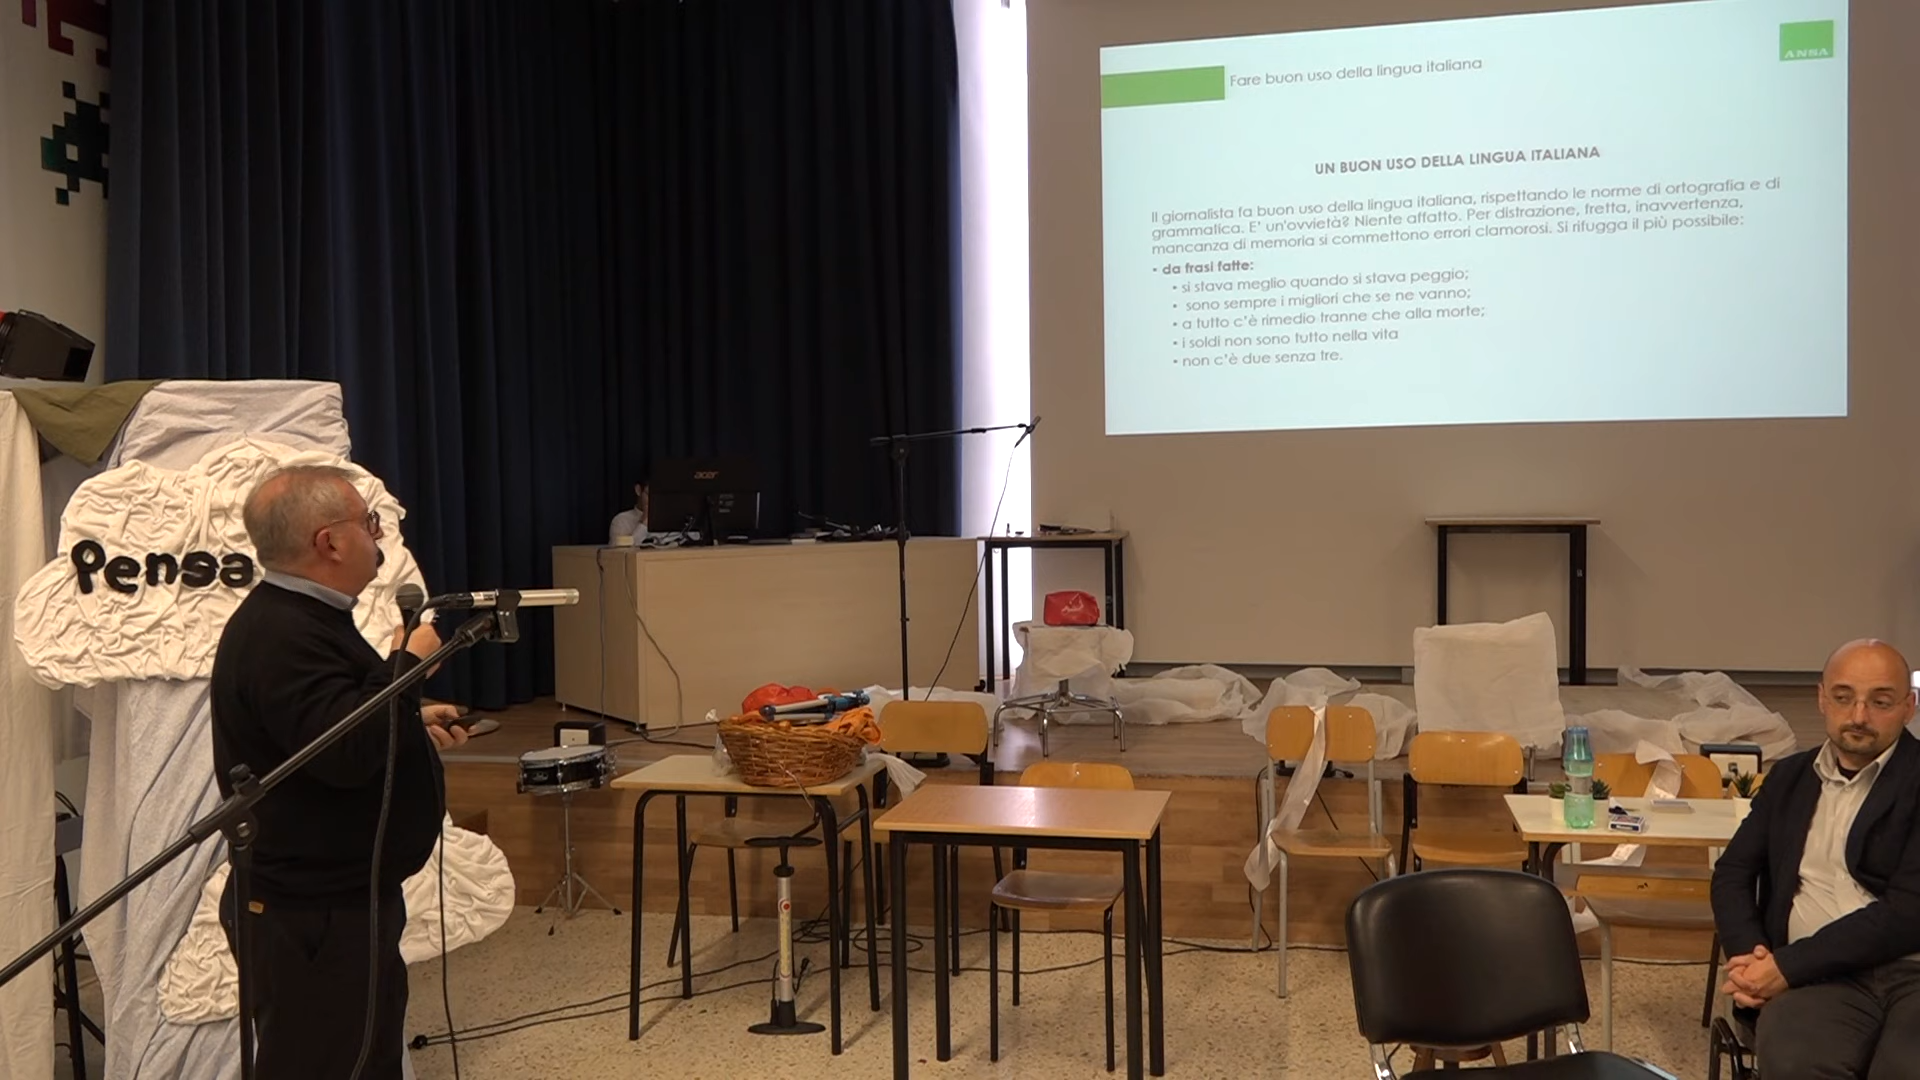 Fare buon uso della lingua italiana
ANSA
UN BUON USO DELLA LINGUA ITALIANA
Il giornalista fa buon uso della lingua italiana, rispettando le norme di ortografia e di
grammatica. E' un'ovvietà? Niente affatto. Per distrazione, fretta, inavvertenza,
mancanza di memoria si commettono errori clamorosi. Si rifugga il più possibile:
- da frasi fatte:
• si stava meglio quando si stava peggio;
• sono sempre i migliori che se ne vanno;
• a tutto c'è rimedio tranne che alla morte;
• i soldi non sono tutto nella vita
• non c'è due senza tre.
acer
Pensa